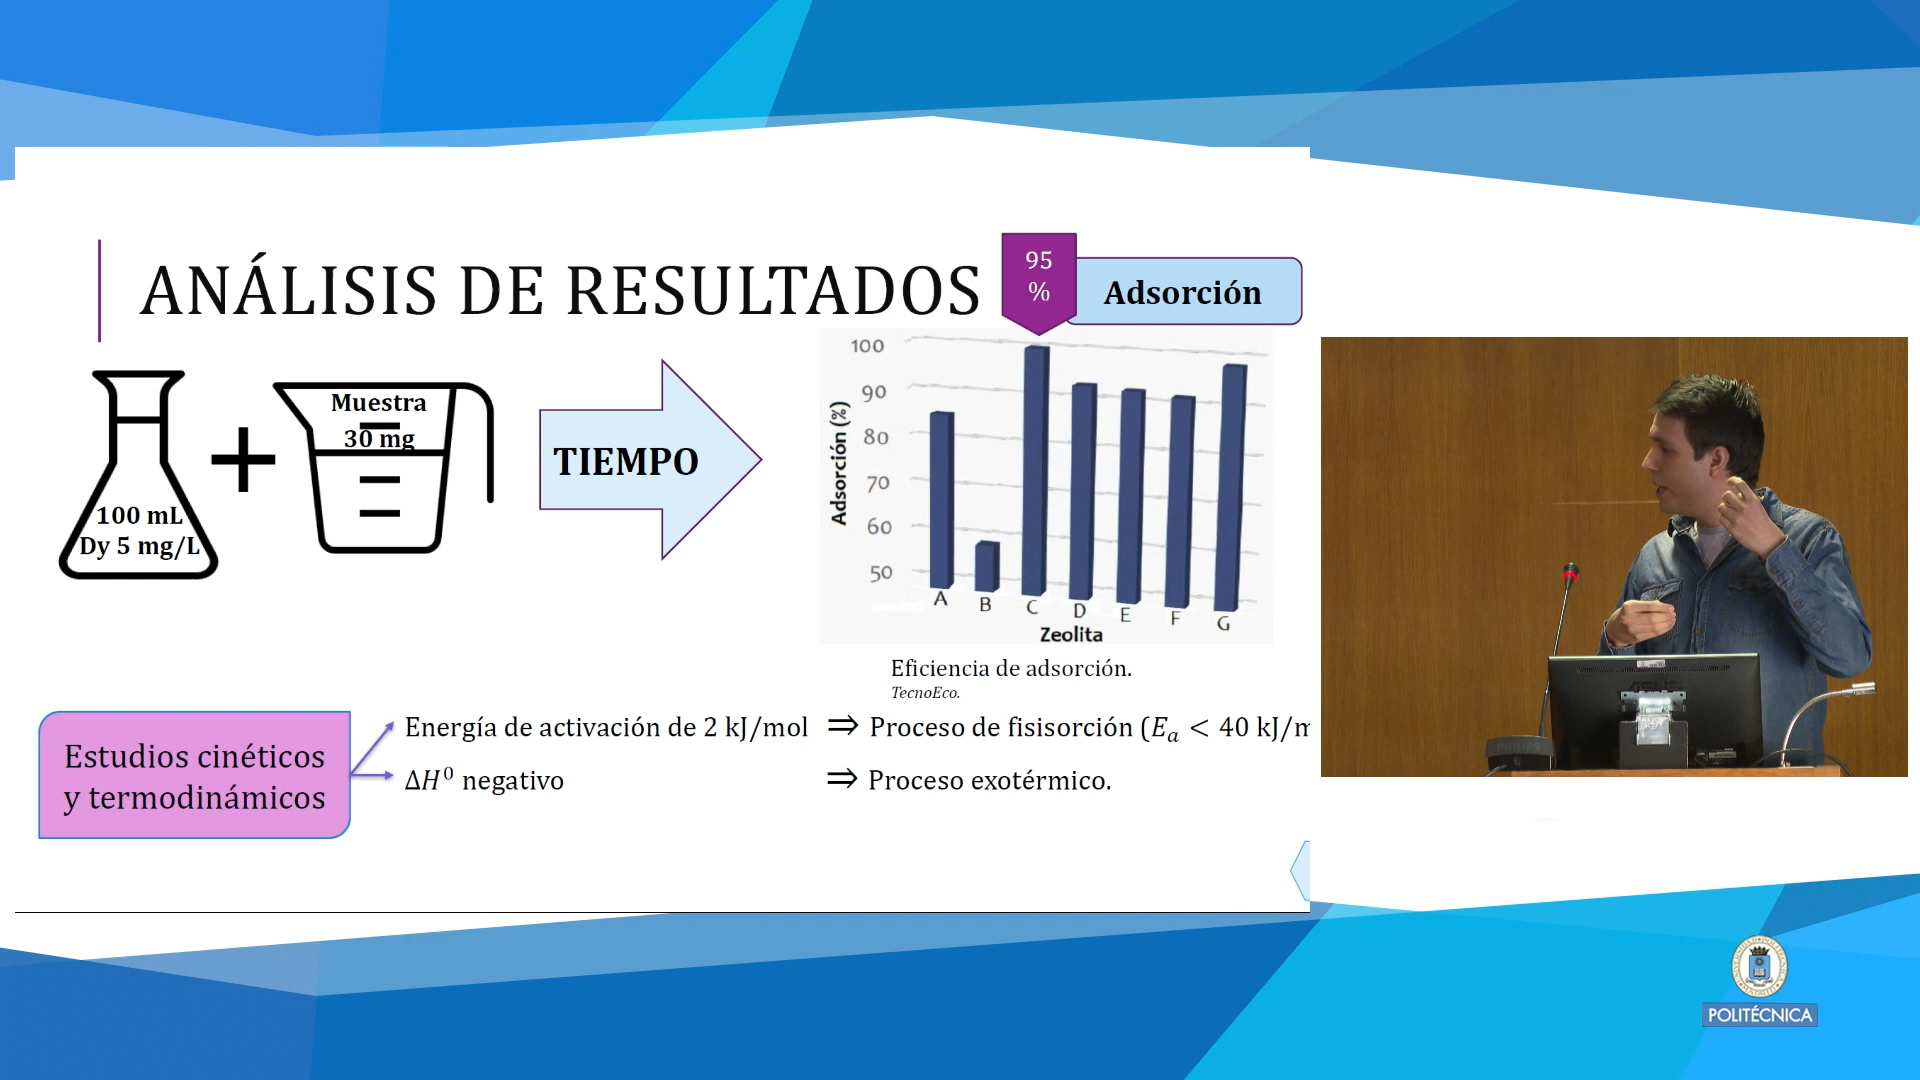 ANÁLISIS DE RESULTADOS
95
%
Adsorción
Muestra
30 mg
100 mL
Dy 5 mg/L
TIEMPO
Adsorción (%)
100
90
80
70
60
50
A B C D E F G
Zeolita
Eficiencia de adsorción.
TecnoEco.
Estudios cinéticos
y termodinámicos
Energía de activación de 2 kJ/mol ⇒ Proceso de fisisorción (Eₐ < 40 kJ/m
ΔH⁰ negativo ⇒ Proceso exotérmico.
PHILIPS
POLITÉCNICA